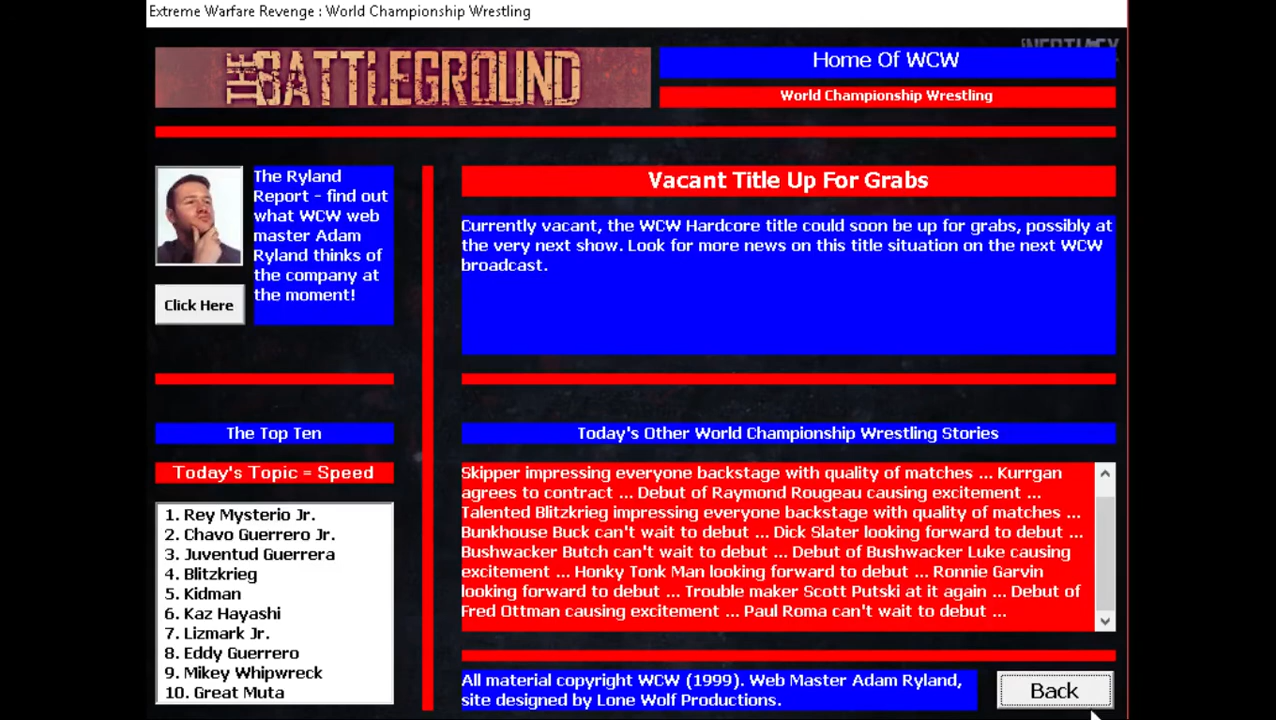 Extreme Warfare Revenge : World Championship Wrestling
THE BATTLEGROUND
Home Of WCW
World Championship Wrestling
The Ryland
Report - find out
what WCW web
master Adam
Ryland thinks of
the company at
the moment!
Click Here
Vacant Title Up For Grabs
Currently vacant, the WCW Hardcore title could soon be up for grabs, possibly at
the very next show. Look for more news on this title situation on the next WCW
broadcast.
The Top Ten
Today's Topic = Speed
1. Rey Mysterio Jr.
2. Chavo Guerrero Jr.
3. Juventud Guerrera
4. Blitzkrieg
5. Kidman
6. Kaz Hayashi
7. Lizmark Jr.
8. Eddy Guerrero
9. Mikey Whipwreck
10. Great Muta
Today's Other World Championship Wrestling Stories
Skipper impressing everyone backstage with quality of matches ... Kurrgan
agrees to contract ... Debut of Raymond Rougeau causing excitement ...
Talented Blitzkrieg impressing everyone backstage with quality of matches ...
Bunkhouse Buck can't wait to debut ... Dick Slater looking forward to debut ...
Bushwacker Butch can't wait to debut ... Debut of Bushwacker Luke causing
excitement ... Honky Tonk Man looking forward to debut ... Ronnie Garvin
looking forward to debut ... Trouble maker Scott Putski at it again ... Debut of
Fred Ottman causing excitement ... Paul Roma can't wait to debut ...
All material copyright WCW (1999). Web Master Adam Ryland,
site designed by Lone Wolf Productions.
Back